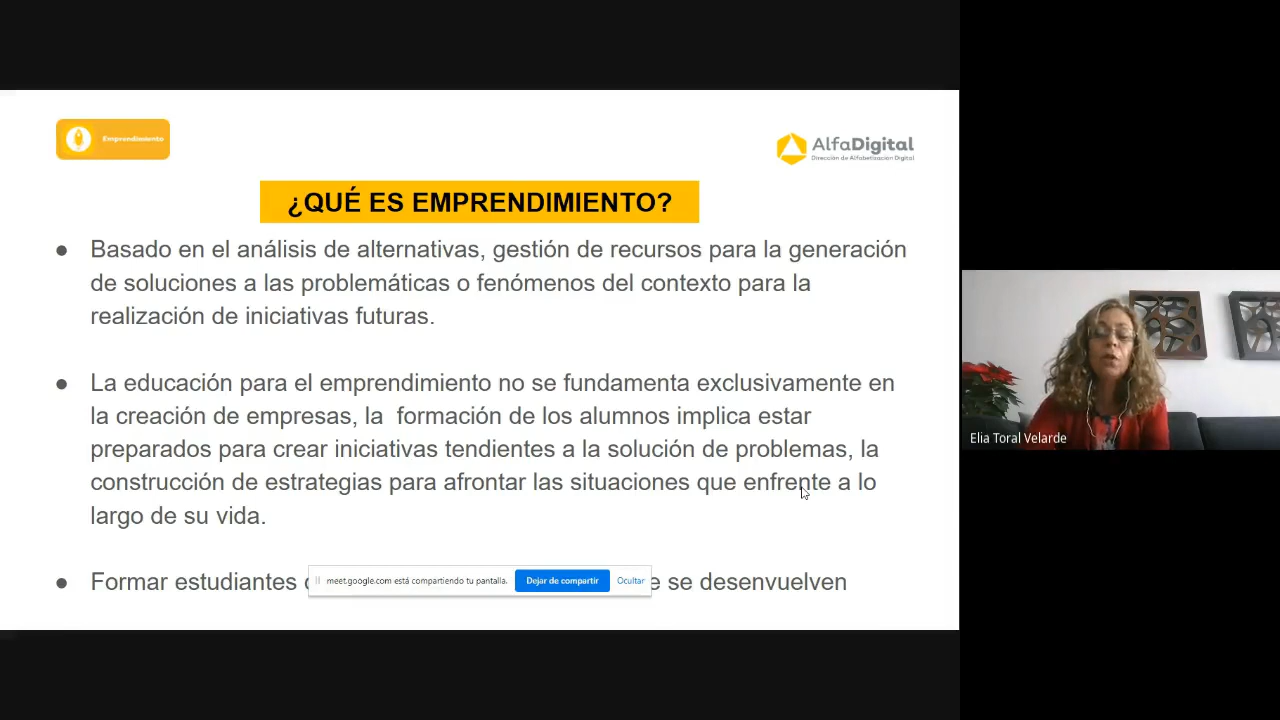 Emprendimiento
AlfaDigital
Dirección de Alfabetización Digital
¿QUÉ ES EMPRENDIMIENTO?
● Basado en el análisis de alternativas, gestión de recursos para la generación
de soluciones a las problemáticas o fenómenos del contexto para la
realización de iniciativas futuras.
● La educación para el emprendimiento no se fundamenta exclusivamente en
la creación de empresas, la formación de los alumnos implica estar
preparados para crear iniciativas tendientes a la solución de problemas, la
construcción de estrategias para afrontar las situaciones que enfrente a lo
largo de su vida.
● Formar estudiantes se desenvuelven
meet.google.com está compartiendo tu pantalla. Dejar de compartir Ocultar
Elia Toral Velarde